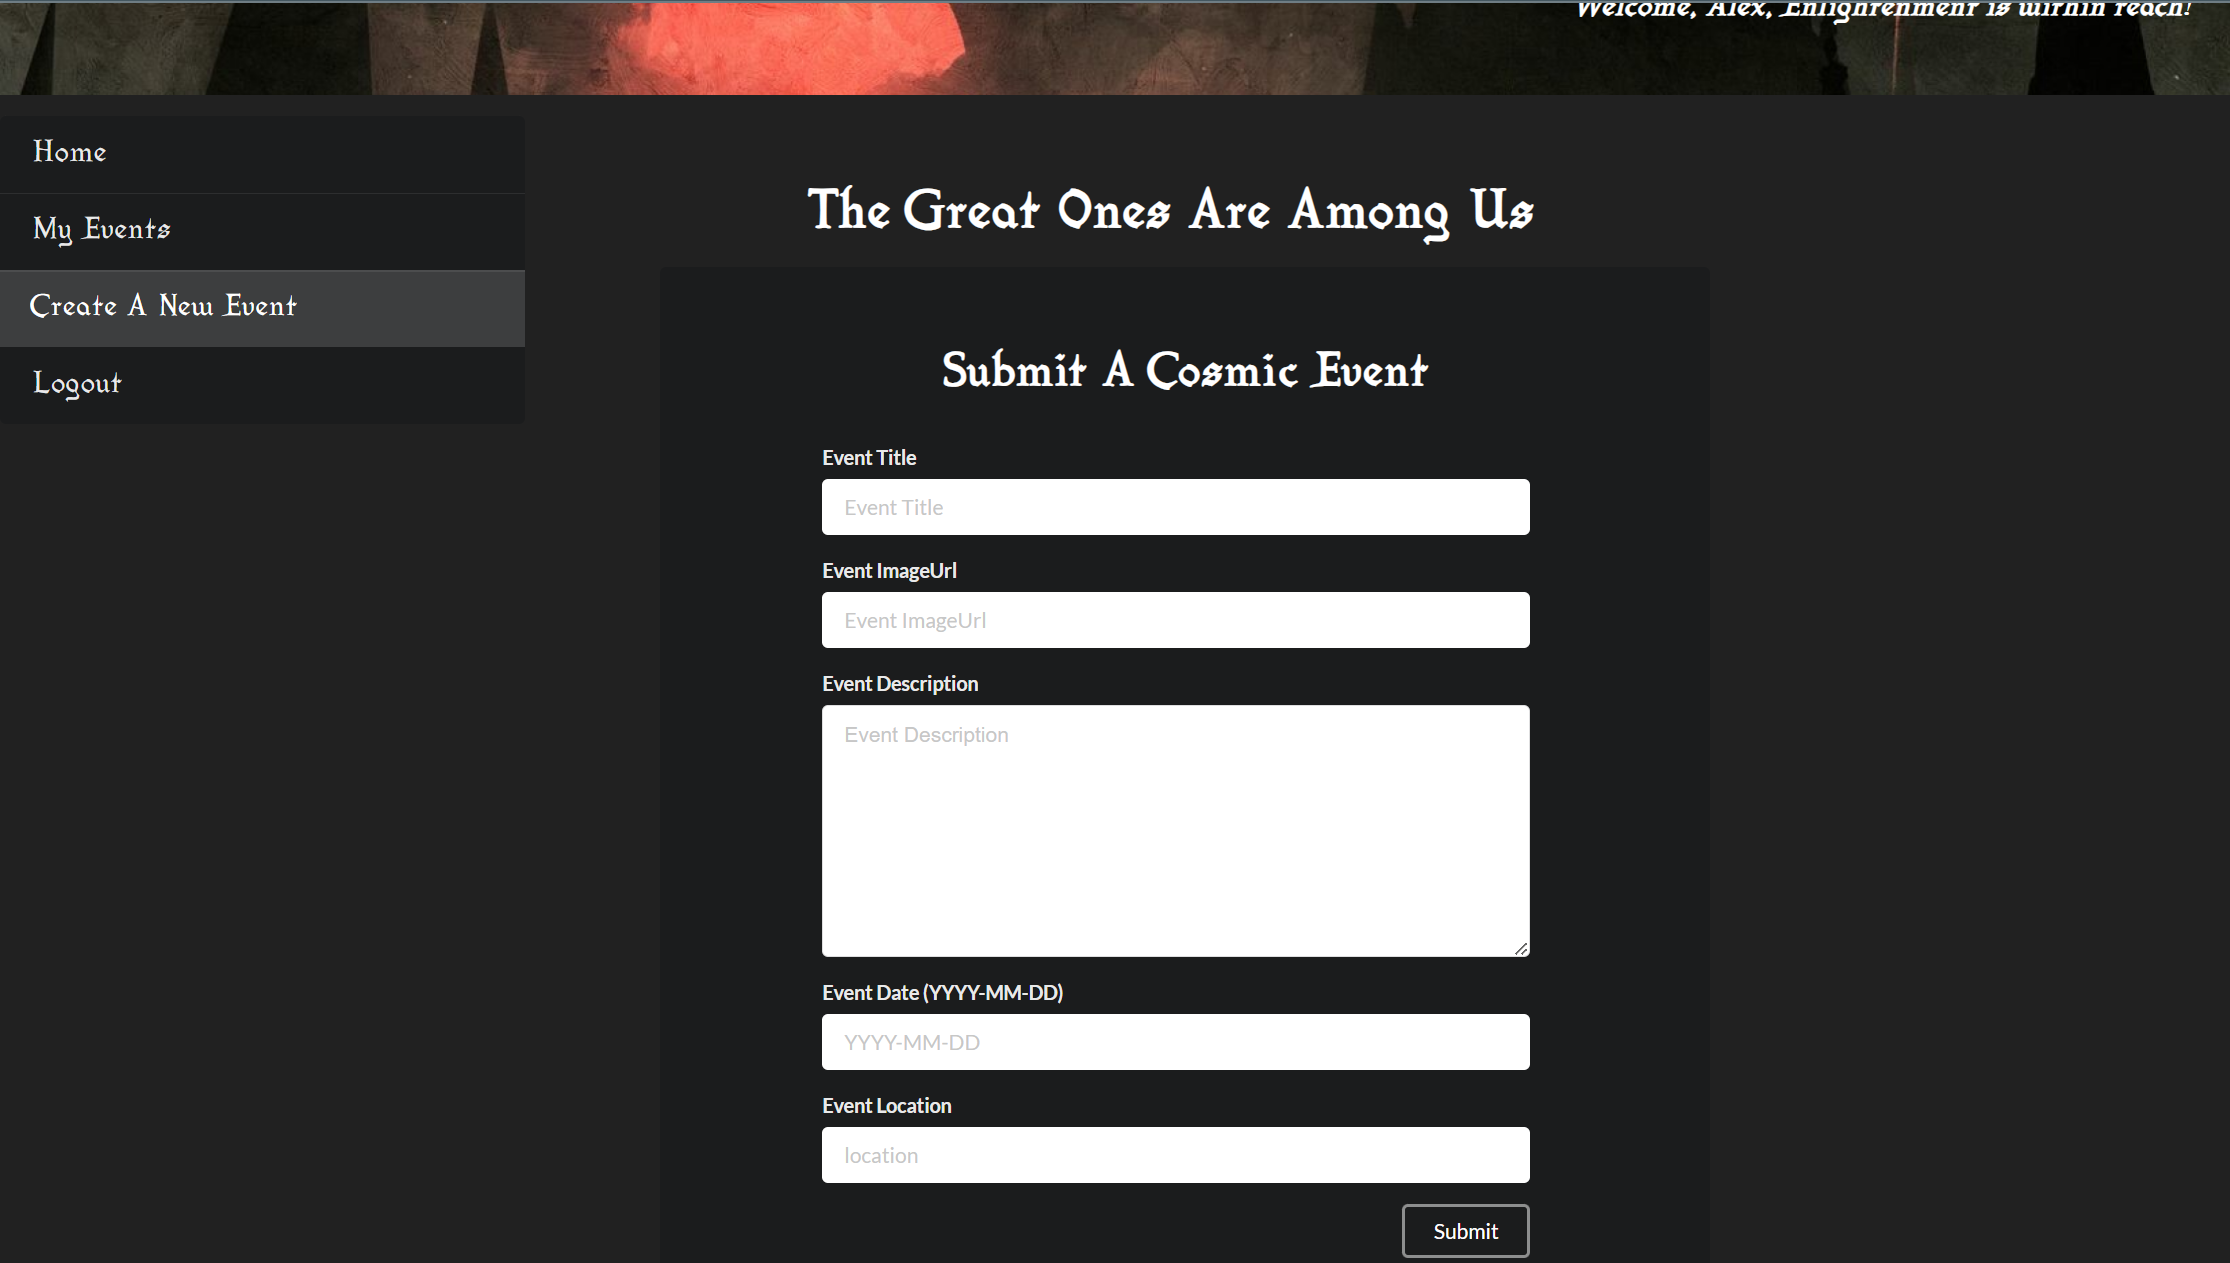 Welcome, Alex, Enlightenment is within reach!
Home
My Events
Create A New Event
Logout
The Great Ones Are Among Us
Submit A Cosmic Event
Event Title
Event Title
Event ImageUrl
Event ImageUrl
Event Description
Event Description
Event Date (YYYY-MM-DD)
YYYY-MM-DD
Event Location
location
Submit